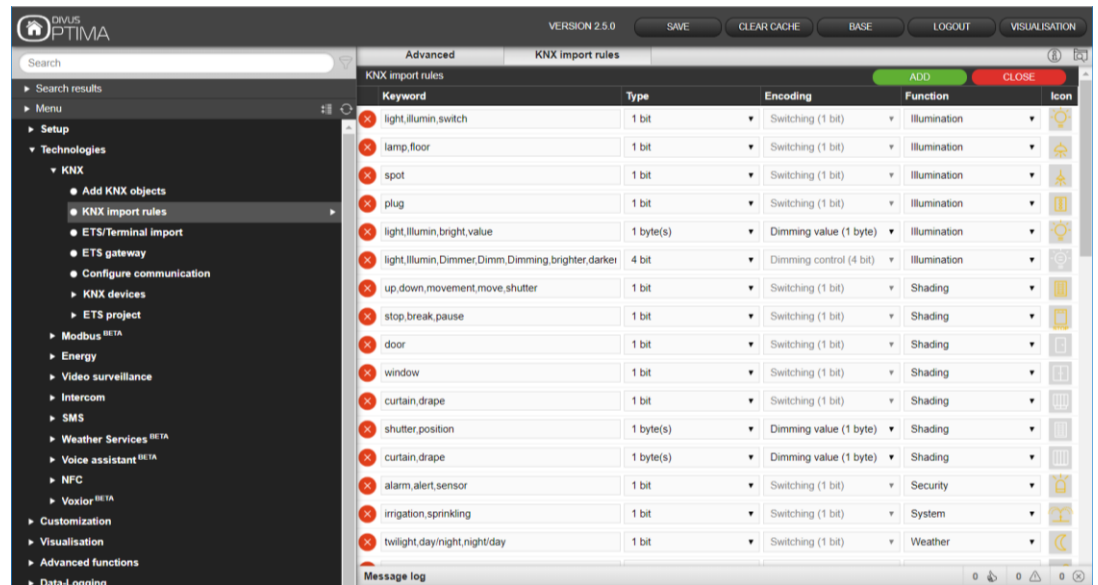 DIVUS
OPTIMA
VERSION 2.5.0
SAVE
CLEAR CACHE
BASE
LOGOUT
VISUALISATION
Search
Search results
Menu
Setup
Technologies
KNX
Add KNX objects
KNX import rules
ETS/Terminal import
ETS gateway
Configure communication
KNX devices
ETS project
Modbus BETA
Energy
Video surveillance
Intercom
SMS
Weather Services BETA
Voice assistant BETA
NFC
Voxior BETA
Customization
Visualisation
Advanced functions
Data-Logging
Advanced KNX import rules
KNX import rules ADD CLOSE
Keyword Type Encoding Function Icon
light,illumin,switch 1 bit Switching (1 bit) Illumination
lamp,floor 1 bit Switching (1 bit) Illumination
spot 1 bit Switching (1 bit) Illumination
plug 1 bit Switching (1 bit) Illumination
light,Illumin,bright,value 1 byte(s) Dimming value (1 byte) Illumination
light,Illumin,Dimmer,Dimm,Dimming,brighter,darker 4 bit Dimming control (4 bit) Illumination
up,down,movement,move,shutter 1 bit Switching (1 bit) Shading
stop,break,pause 1 bit Switching (1 bit) Shading
door 1 bit Switching (1 bit) Shading
window 1 bit Switching (1 bit) Shading
curtain,drape 1 bit Switching (1 bit) Shading
shutter,position 1 byte(s) Dimming value (1 byte) Shading
curtain,drape 1 byte(s) Dimming value (1 byte) Shading
alarm,alert,sensor 1 bit Switching (1 bit) Security
irrigation,sprinkling 1 bit Switching (1 bit) System
twilight,day/night,night/day 1 bit Switching (1 bit) Weather
Message log 0 0 0